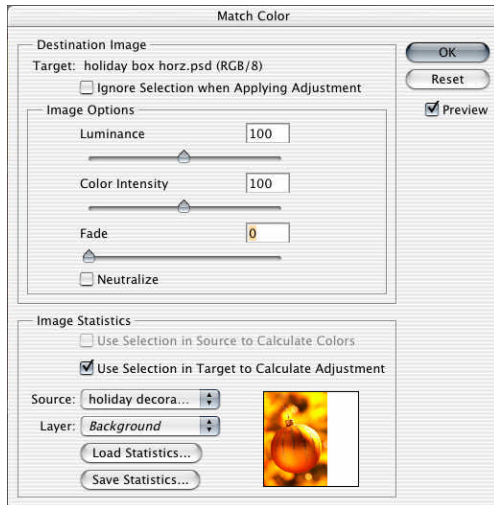 Match Color
Destination Image
Target: holiday box horz.psd (RGB/8)
Ignore Selection when Applying Adjustment
Image Options
Luminance 100
Color Intensity 100
Fade 0
Neutralize
OK
Reset
Preview
Image Statistics
Use Selection in Source to Calculate Colors
Use Selection in Target to Calculate Adjustment
Source: holiday decora...
Layer: Background
Load Statistics...
Save Statistics...